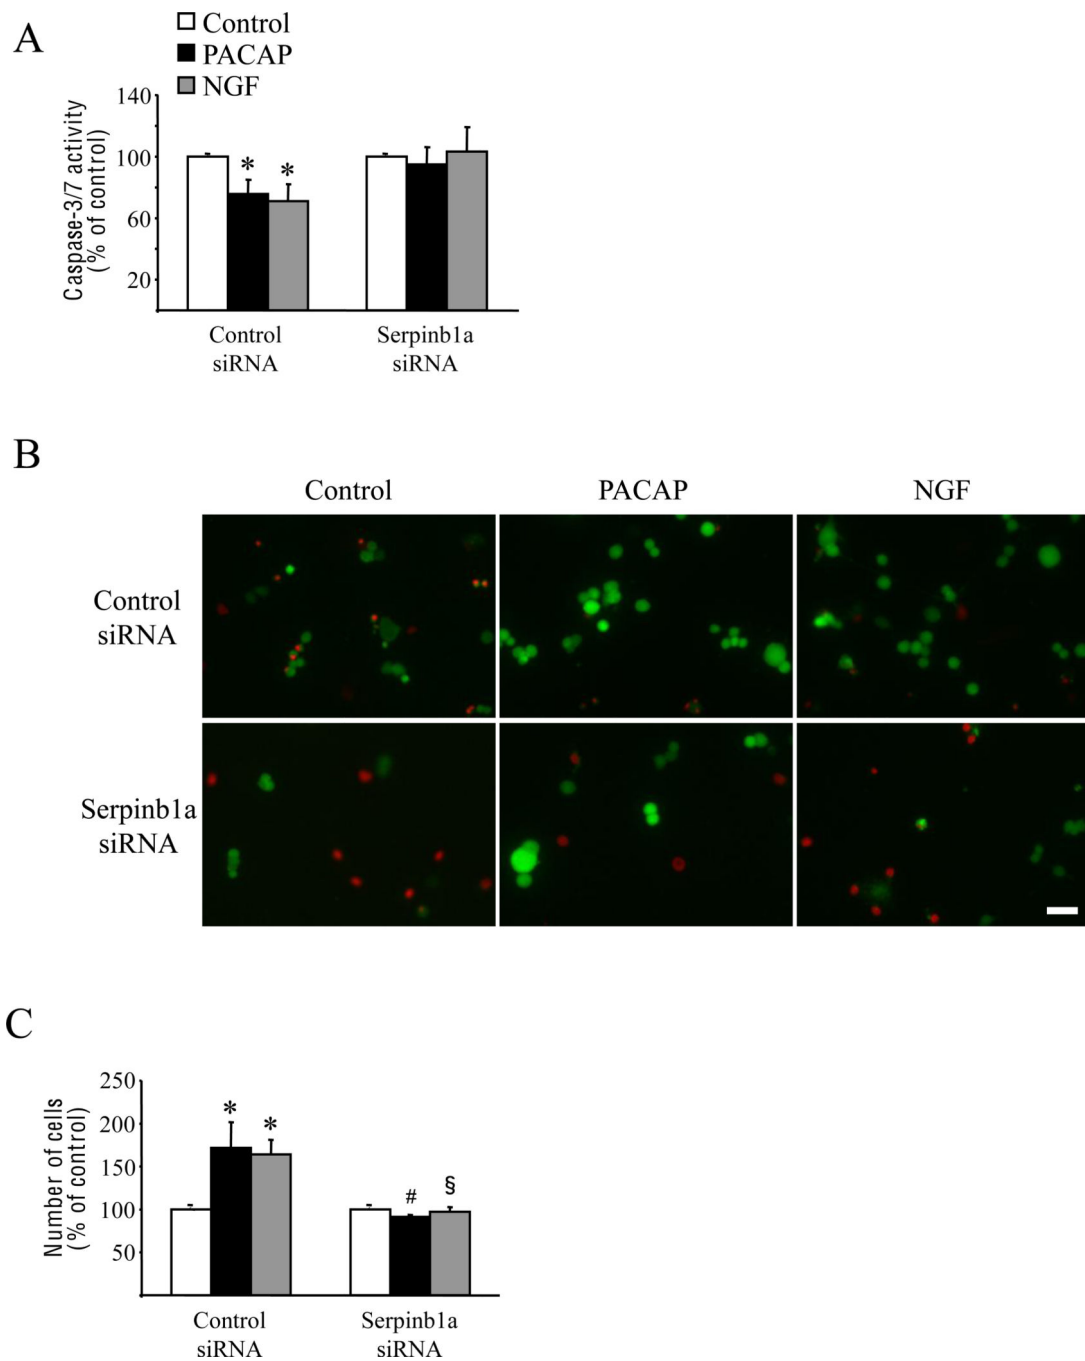 A
Control
PACAP
NGF
Caspase-3/7 activity
(% of control)
140
100
60
20
*
*
Control
siRNA
Serpinb1a
siRNA
B
Control
PACAP
NGF
Control
siRNA
Serpinb1a
siRNA
C
Number of cells
(% of control)
250
200
150
100
50
*
*
#
§
Control
siRNA
Serpinb1a
siRNA